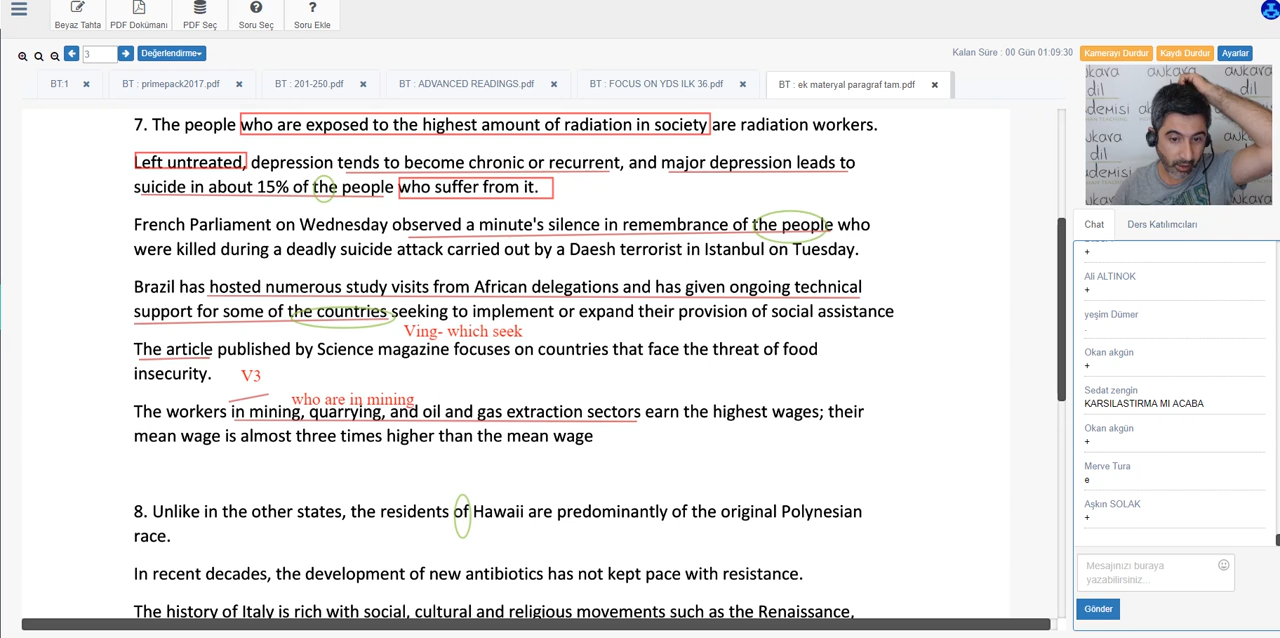 Beyaz Tahta
PDF Dokümanı
PDF Seç
Soru Seç
Soru Ekle
3
Değerlendirme
Kalan Süre : 00 Gün 01:09:30
Kamerayı Durdur
Kaydı Durdur
Ayarlar
BT:1
BT : primepack2017.pdf
BT : 201-250.pdf
BT : ADVANCED READINGS.pdf
BT : FOCUS ON YDS ILK 36.pdf
BT : ek materyal paragraf tam.pdf
7. The people who are exposed to the highest amount of radiation in society are radiation workers.
Left untreated, depression tends to become chronic or recurrent, and major depression leads to
suicide in about 15% of the people who suffer from it.
French Parliament on Wednesday observed a minute's silence in remembrance of the people who
were killed during a deadly suicide attack carried out by a Daesh terrorist in Istanbul on Tuesday.
Brazil has hosted numerous study visits from African delegations and has given ongoing technical
support for some of the countries seeking to implement or expand their provision of social assistance
Ving- which seek
The article published by Science magazine focuses on countries that face the threat of food
insecurity.
V3
who are in mining
The workers in mining, quarrying, and oil and gas extraction sectors earn the highest wages; their
mean wage is almost three times higher than the mean wage
8. Unlike in the other states, the residents of Hawaii are predominantly of the original Polynesian
race.
In recent decades, the development of new antibiotics has not kept pace with resistance.
The history of Italy is rich with social, cultural and religious movements such as the Renaissance,
ankara
dil
Chat
Ders Katılımcıları
+
Ali ALTINOK
+
yeşim Dümer
.
Okan akgün
+
Sedat zengin
KARSILASTIRMA MI ACABA
Okan akgün
+
Merve Tura
e
Aşkın SOLAK
+
Mesajınızı buraya
yazabilirsiniz...
Gönder